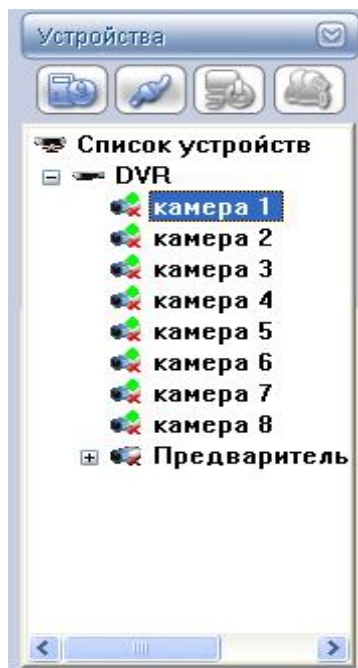 Устройства
Список устройств
DVR
камера 1
камера 2
камера 3
камера 4
камера 5
камера 6
камера 7
камера 8
Предваритель